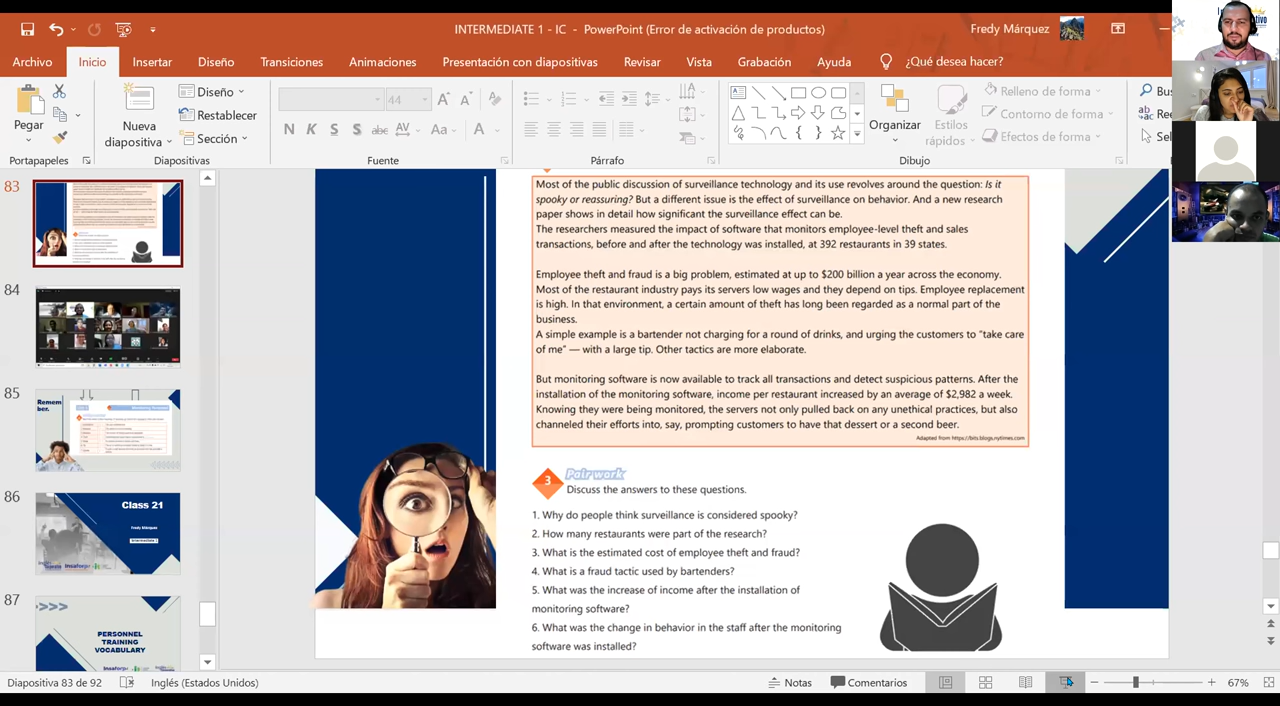 INTERMEDIATE 1 - IC - PowerPoint (Error de activación de productos)
Fredy Márquez
Archivo Inicio Insertar Diseño Transiciones Animaciones Presentación con diapositivas Revisar Vista Grabación Ayuda ¿Qué desea hacer?
Pegar
Portapapeles
Nueva
diapositiva
Diseño
Restablecer
Sección
Diapositivas
44
N K S S abc AV Aa A
Fuente
Párrafo
Organizar
Estilos
rápidos
Relleno de forma
Contorno de forma
Efectos de forma
Dibujo
Bus
Ree
Sel
83
84
85
Remem
ber.
86
Class 21
Fredy Márquez
Intermediate 1
87
PERSONNEL
TRAINING
VOCABULARY
Most of the public discussion of surveillance technology and its use revolves around the question: Is it
spooky or reassuring? But a different issue is the effect of surveillance on behavior. And a new research
paper shows in detail how significant the surveillance effect can be.
The researchers measured the impact of software that monitors employee-level theft and sales
transactions, before and after the technology was installed, at 392 restaurants in 39 states.
Employee theft and fraud is a big problem, estimated at up to $200 billion a year across the economy.
Most of the restaurant industry pays its servers low wages and they depend on tips. Employee replacement
is high. In that environment, a certain amount of theft has long been regarded as a normal part of the
business.
A simple example is a bartender not charging for a round of drinks, and urging the customers to “take care
of me” — with a large tip. Other tactics are more elaborate.
But monitoring software is now available to track all transactions and detect suspicious patterns. After the
installation of the monitoring software, income per restaurant increased by an average of $2,982 a week.
Knowing they were being monitored, the servers not only pulled back on any unethical practices, but also
channeled their efforts into, say, prompting customers to have that dessert or a second beer.
Adapted from https://bits.blogs.nytimes.com
3
Pair work
Discuss the answers to these questions.
1. Why do people think surveillance is considered spooky?
2. How many restaurants were part of the research?
3. What is the estimated cost of employee theft and fraud?
4. What is a fraud tactic used by bartenders?
5. What was the increase of income after the installation of
monitoring software?
6. What was the change in behavior in the staff after the monitoring
software was installed?
Diapositiva 83 de 92
Inglés (Estados Unidos)
Notas
Comentarios
67%